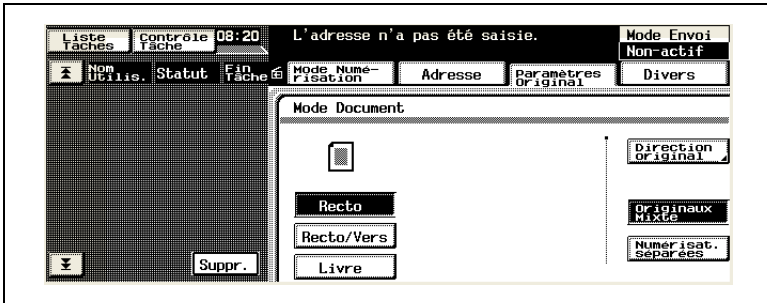 Liste Tâches
Contrôle Tâche
08:20
L'adresse n'a pas été saisie.
Mode Envoi
Non-actif
Nom Utilis.
Statut
Fin Tâche
Mode Numé-
risation
Adresse
Paramètres
Original
Divers
Mode Document
Direction
original
Recto
Originaux
Mixte
Recto/Vers
Numérisat.
séparées
Suppr.
Livre